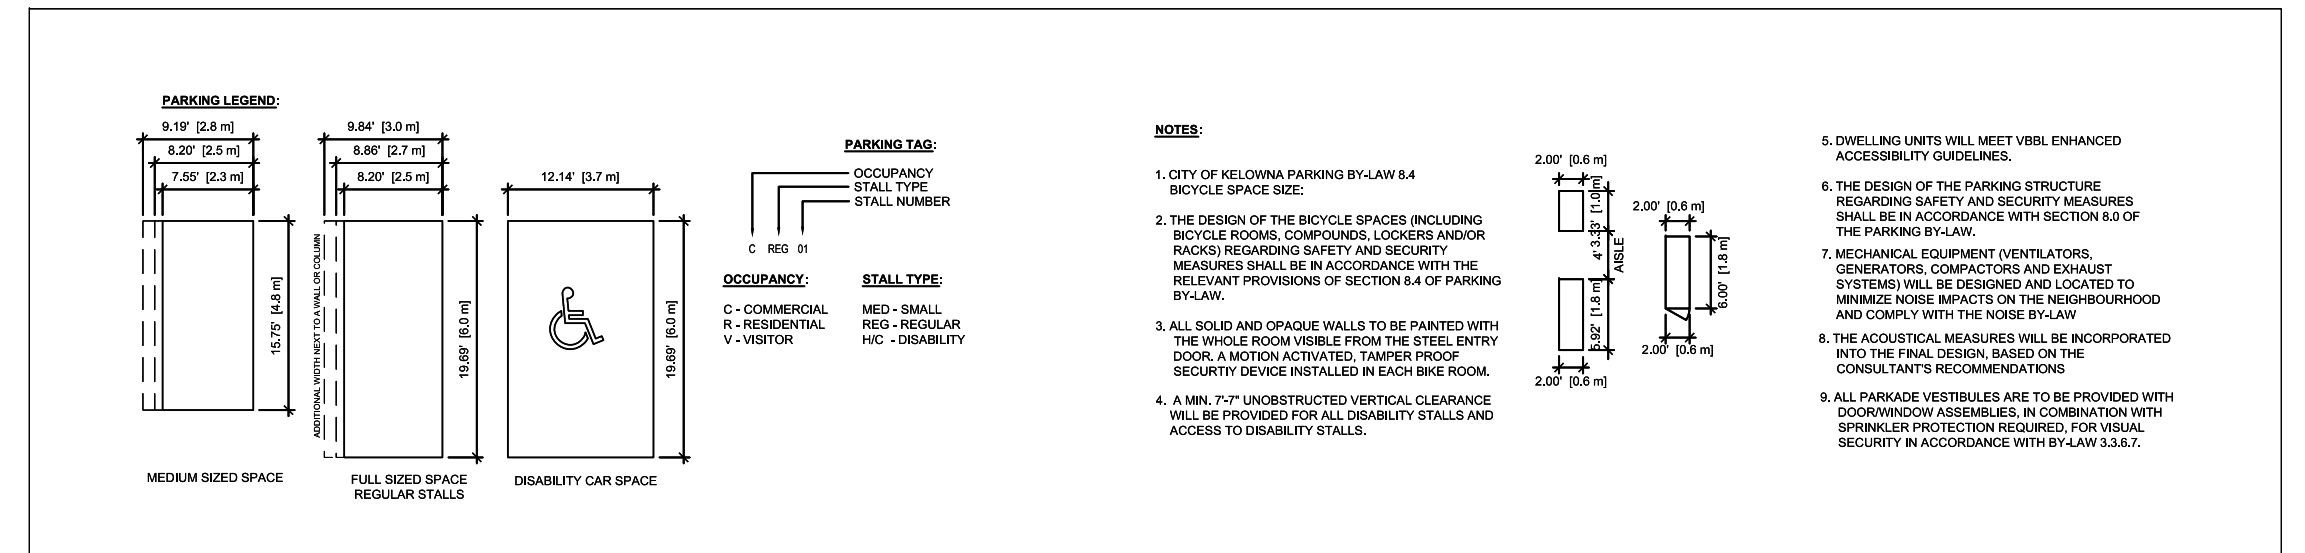 PARKING LEGEND:
9.19' [2.8 m]
8.20' [2.5 m]
7.55' [2.3 m]
15.75' [4.8 m]
MEDIUM SIZED SPACE
9.84' [3.0 m]
8.86' [2.7 m]
8.20' [2.5 m]
ADDITIONAL WIDTH NEXT TO A WALL OR COLUMN
19.69' [6.0 m]
FULL SIZED SPACE
REGULAR STALLS
12.14' [3.7 m]
19.69' [6.0 m]
DISABILITY CAR SPACE
PARKING TAG:
OCCUPANCY
STALL TYPE
STALL NUMBER
C REG 01
OCCUPANCY:
C - COMMERCIAL
R - RESIDENTIAL
V - VISITOR
STALL TYPE:
MED - SMALL
REG - REGULAR
H/C - DISABILITY
NOTES:
1. CITY OF KELOWNA PARKING BY-LAW 8.4
BICYCLE SPACE SIZE:
2. THE DESIGN OF THE BICYCLE SPACES (INCLUDING
BICYCLE ROOMS, COMPOUNDS, LOCKERS AND/OR
RACKS) REGARDING SAFETY AND SECURITY
MEASURES SHALL BE IN ACCORDANCE WITH THE
RELEVANT PROVISIONS OF SECTION 8.4 OF PARKING
BY-LAW.
3. ALL SOLID AND OPAQUE WALLS TO BE PAINTED WITH
THE WHOLE ROOM VISIBLE FROM THE STEEL ENTRY
DOOR. A MOTION ACTIVATED, TAMPER PROOF
SECURTIY DEVICE INSTALLED IN EACH BIKE ROOM.
4. A MIN. 7'-7" UNOBSTRUCTED VERTICAL CLEARANCE
WILL BE PROVIDED FOR ALL DISABILITY STALLS AND
ACCESS TO DISABILITY STALLS.
2.00' [0.6 m]
3.33' [1.0 m]
4'
AISLE
5.92' [1.8 m]
2.00' [0.6 m]
2.00' [0.6 m]
6.00' [1.8 m]
2.00' [0.6 m]
5. DWELLING UNITS WILL MEET VBBL ENHANCED
ACCESSIBILITY GUIDELINES.
6. THE DESIGN OF THE PARKING STRUCTURE
REGARDING SAFETY AND SECURITY MEASURES
SHALL BE IN ACCORDANCE WITH SECTION 8.0 OF
THE PARKING BY-LAW.
7. MECHANICAL EQUIPMENT (VENTILATORS,
GENERATORS, COMPACTORS AND EXHAUST
SYSTEMS) WILL BE DESIGNED AND LOCATED TO
MINIMIZE NOISE IMPACTS ON THE NEIGHBOURHOOD
AND COMPLY WITH THE NOISE BY-LAW
8. THE ACOUSTICAL MEASURES WILL BE INCORPORATED
INTO THE FINAL DESIGN, BASED ON THE
CONSULTANT'S RECOMMENDATIONS
9. ALL PARKADE VESTIBULES ARE TO BE PROVIDED WITH
DOOR/WINDOW ASSEMBLIES, IN COMBINATION WITH
SPRINKLER PROTECTION REQUIRED, FOR VISUAL
SECURITY IN ACCORDANCE WITH BY-LAW 3.3.6.7.